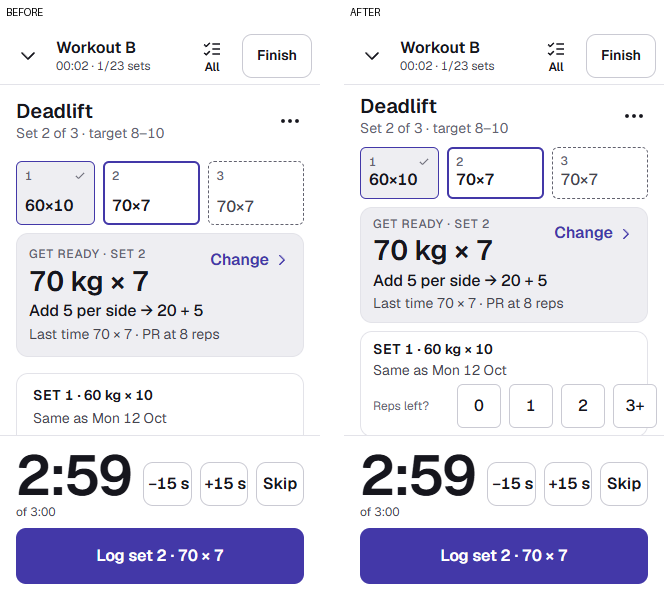 BEFORE
Workout B
00:02 · 1/23 sets
All
Finish
Deadlift
Set 2 of 3 · target 8–10
1
60×10
2
70×7
3
70×7
GET READY · SET 2
70 kg × 7
Change
Add 5 per side → 20 + 5
Last time 70 × 7 · PR at 8 reps
SET 1 · 60 kg × 10
Same as Mon 12 Oct
2:59
of 3:00
−15 s
+15 s
Skip
Log set 2 · 70 × 7
AFTER
Workout B
00:02 · 1/23 sets
All
Finish
Deadlift
Set 2 of 3 · target 8–10
1
60×10
2
70×7
3
70×7
GET READY · SET 2
70 kg × 7
Change
Add 5 per side → 20 + 5
Last time 70 × 7 · PR at 8 reps
SET 1 · 60 kg × 10
Same as Mon 12 Oct
Reps left?
0
1
2
3+
2:59
of 3:00
−15 s
+15 s
Skip
Log set 2 · 70 × 7